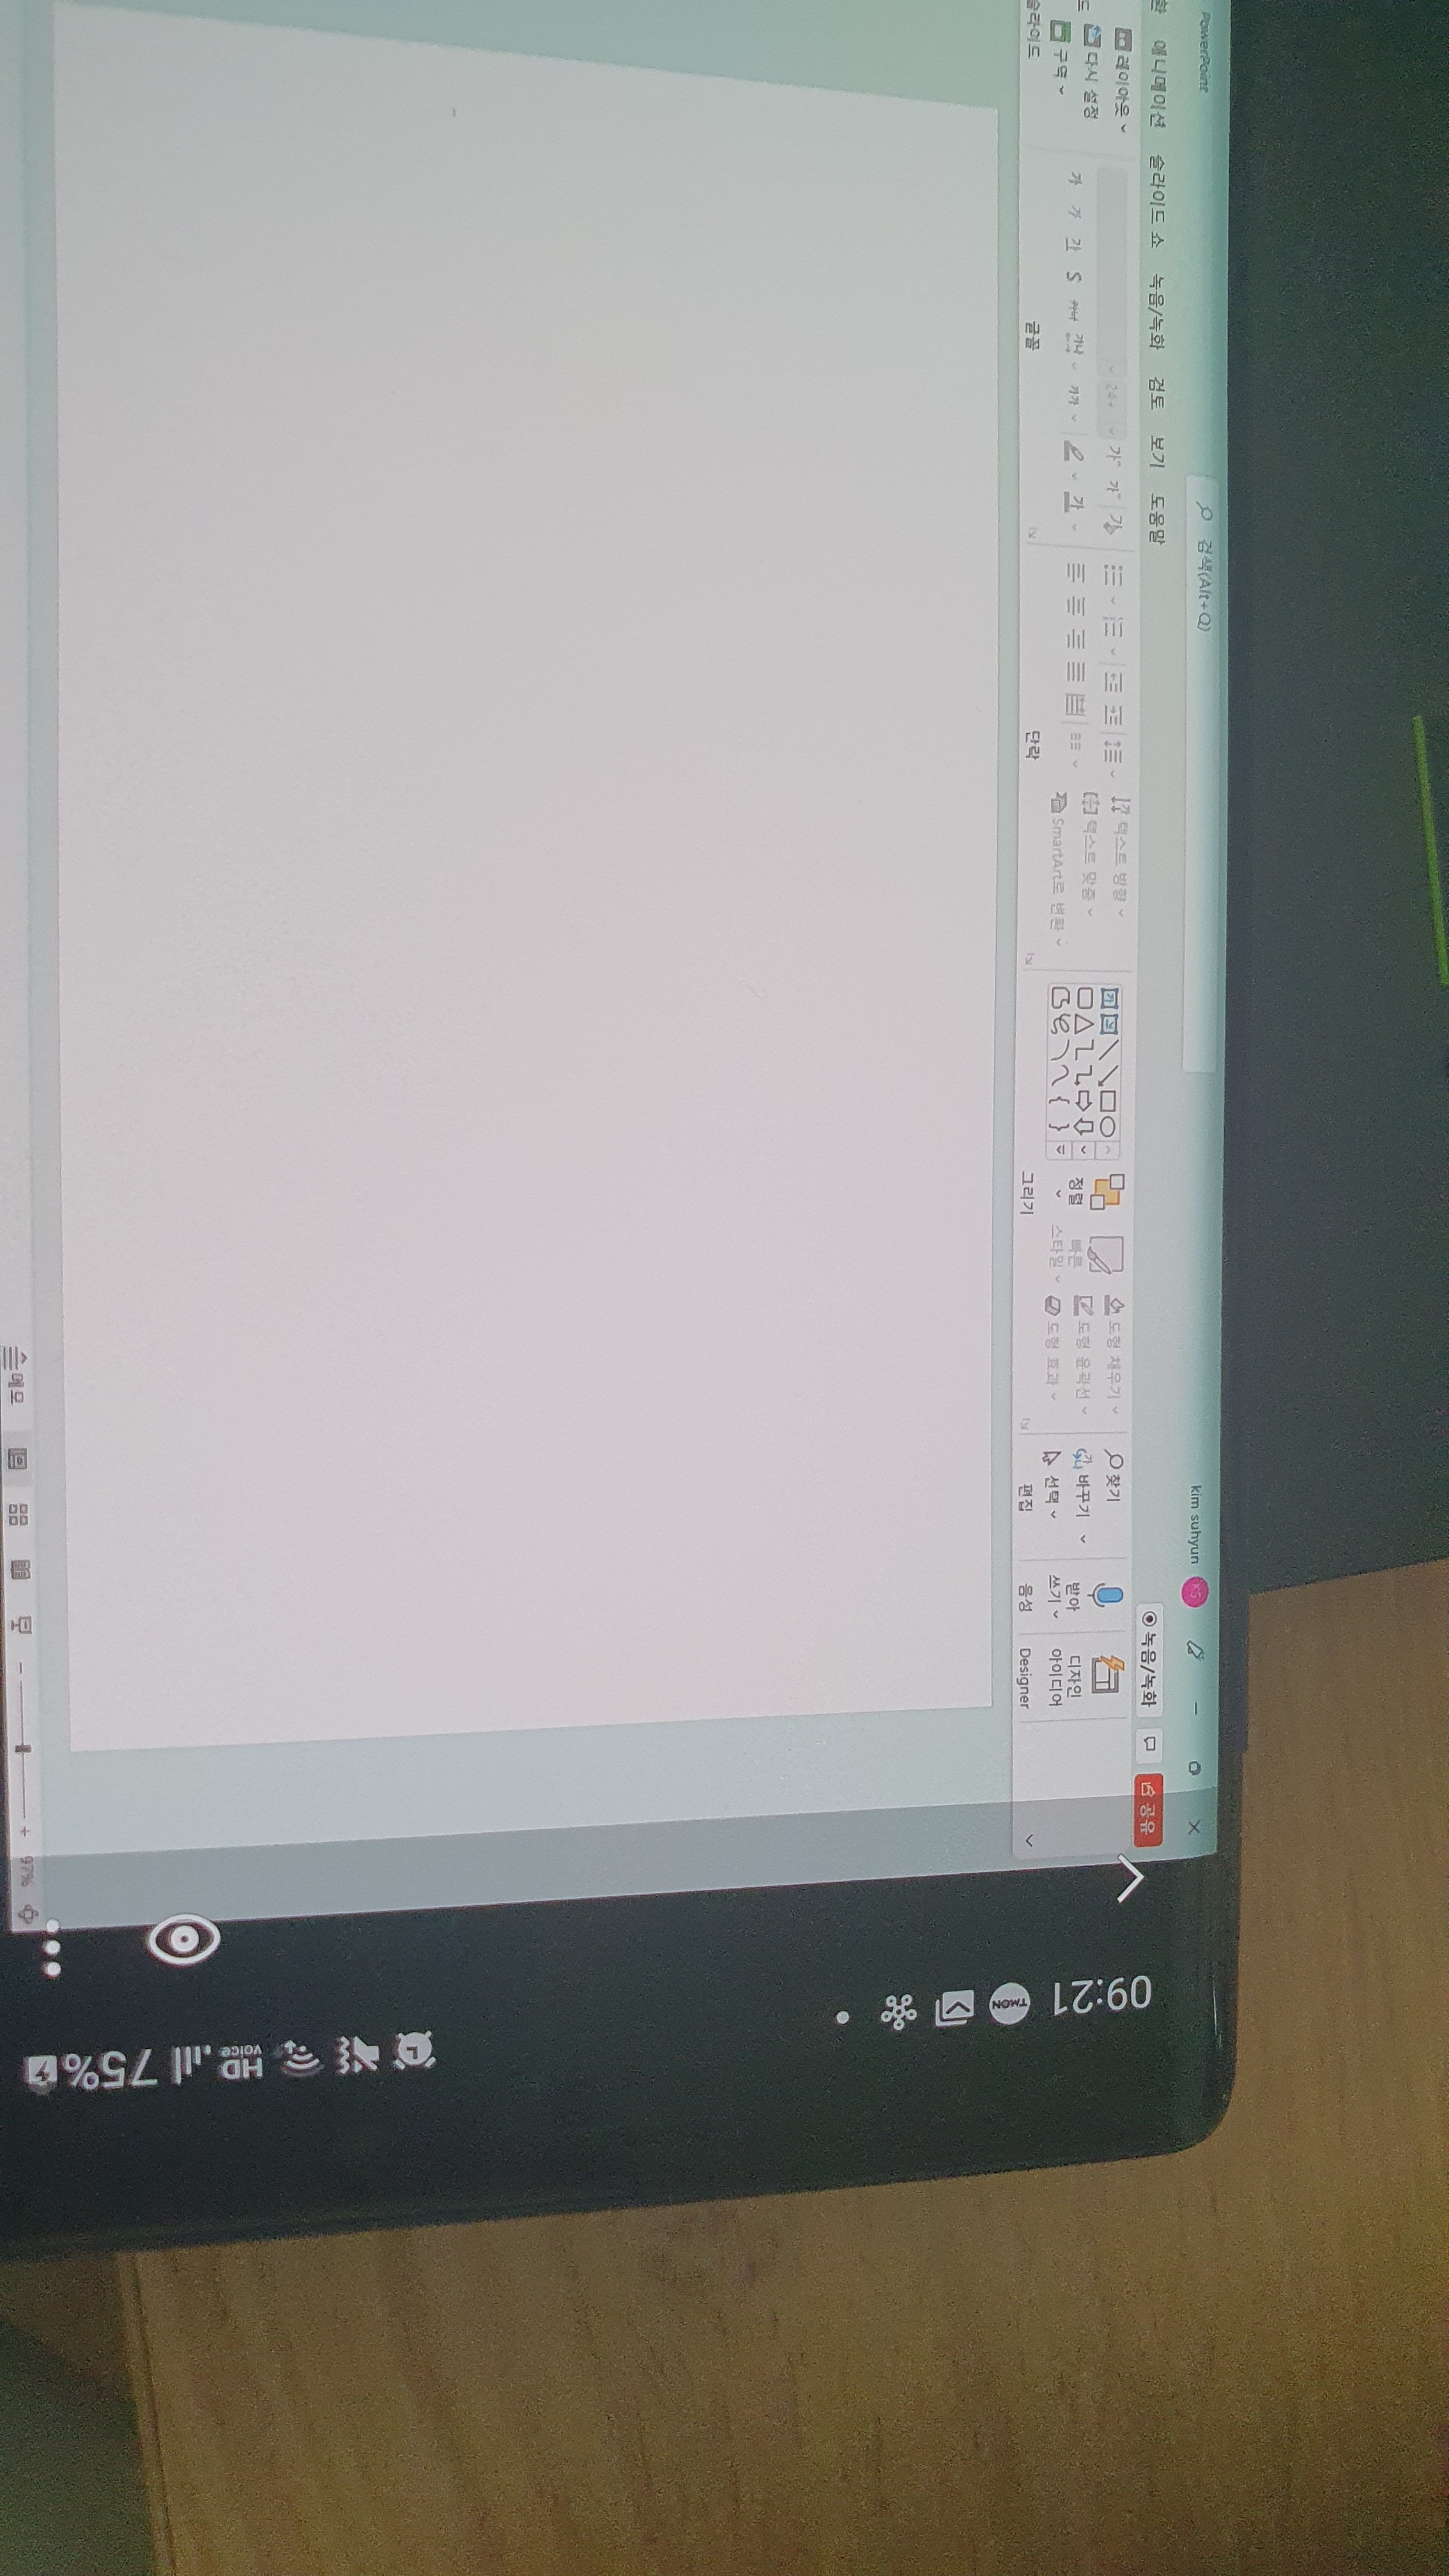 PowerPoint
검색(Alt+Q)
kim suhyun
KS
애니메이션 슬라이드 쇼 녹음/녹화 검토 보기 도움말
녹음/녹화
공유
레이아웃
다시 설정
구역
슬라이드
24+
가 가 가
가 가 가 S 가나 가가 가
글꼴
텍스트 방향
텍스트 맞춤
SmartArt로 변환
단락
정렬
빠른
스타일
도형 채우기
도형 윤곽선
도형 효과
그리기
찾기
바꾸기
선택
편집
받아
쓰기
음성
디자인
아이디어
Designer
메모
97%
09:21
TMON
HD
voice
75%